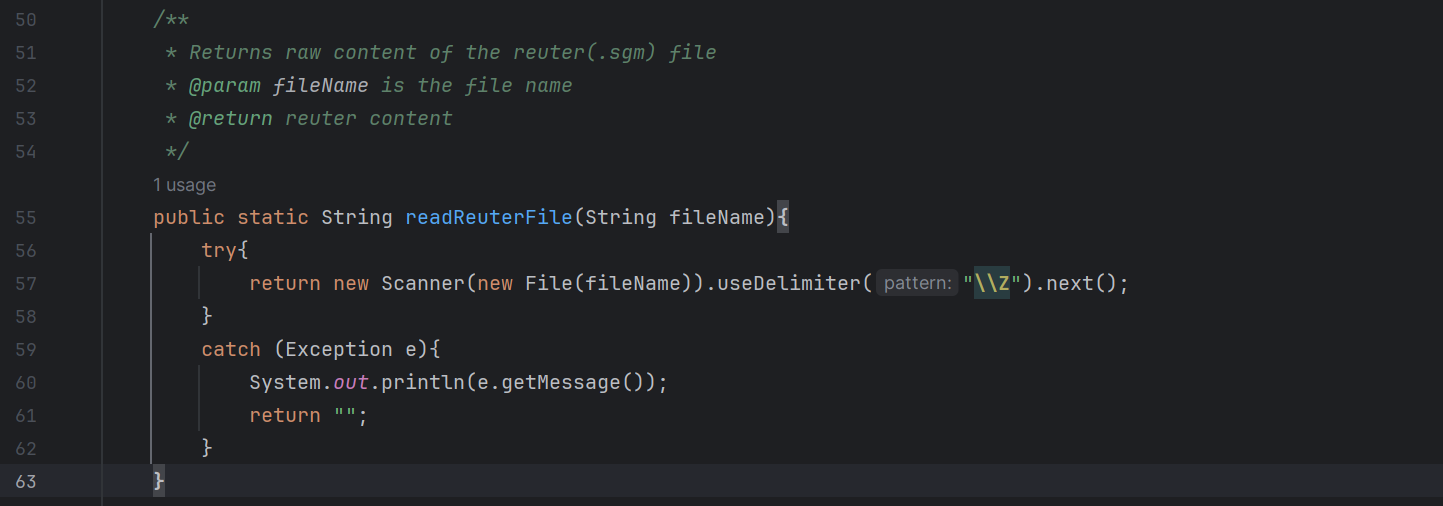 50 /**
51 * Returns raw content of the reuter(.sgm) file
52 * @param fileName is the file name
53 * @return reuter content
54 */
1 usage
55 public static String readReuterFile(String fileName){
56 try{
57 return new Scanner(new File(fileName)).useDelimiter( pattern: "\\Z").next();
58 }
59 catch (Exception e){
60 System.out.println(e.getMessage());
61 return "";
62 }
63 }